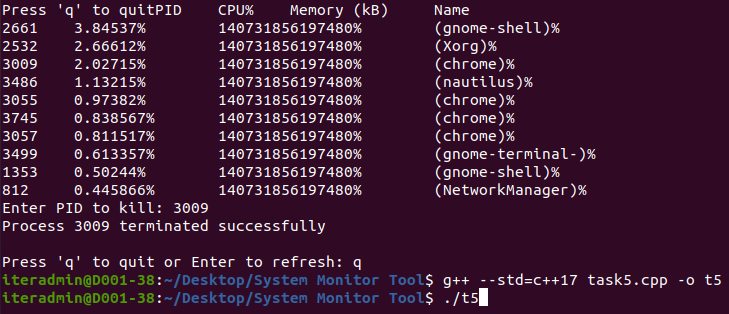 Press 'q' to quitPID    CPU%    Memory (kB)    Name
2661    3.84537%    140731856197480%    (gnome-shell)%
2532    2.66612%    140731856197480%    (Xorg)%
3009    2.02715%    140731856197480%    (chrome)%
3486    1.13215%    140731856197480%    (nautilus)%
3055    0.97382%    140731856197480%    (chrome)%
3745    0.838567%    140731856197480%    (chrome)%
3057    0.811517%    140731856197480%    (chrome)%
3499    0.613357%    140731856197480%    (gnome-terminal-)%
1353    0.50244%    140731856197480%    (gnome-shell)%
812    0.445866%    140731856197480%    (NetworkManager)%
Enter PID to kill: 3009
Process 3009 terminated successfully
Press 'q' to quit or Enter to refresh: q
iteradmin@D001-38:~/Desktop/System Monitor Tool$ g++ --std=c++17 task5.cpp -o t5
iteradmin@D001-38:~/Desktop/System Monitor Tool$ ./t5